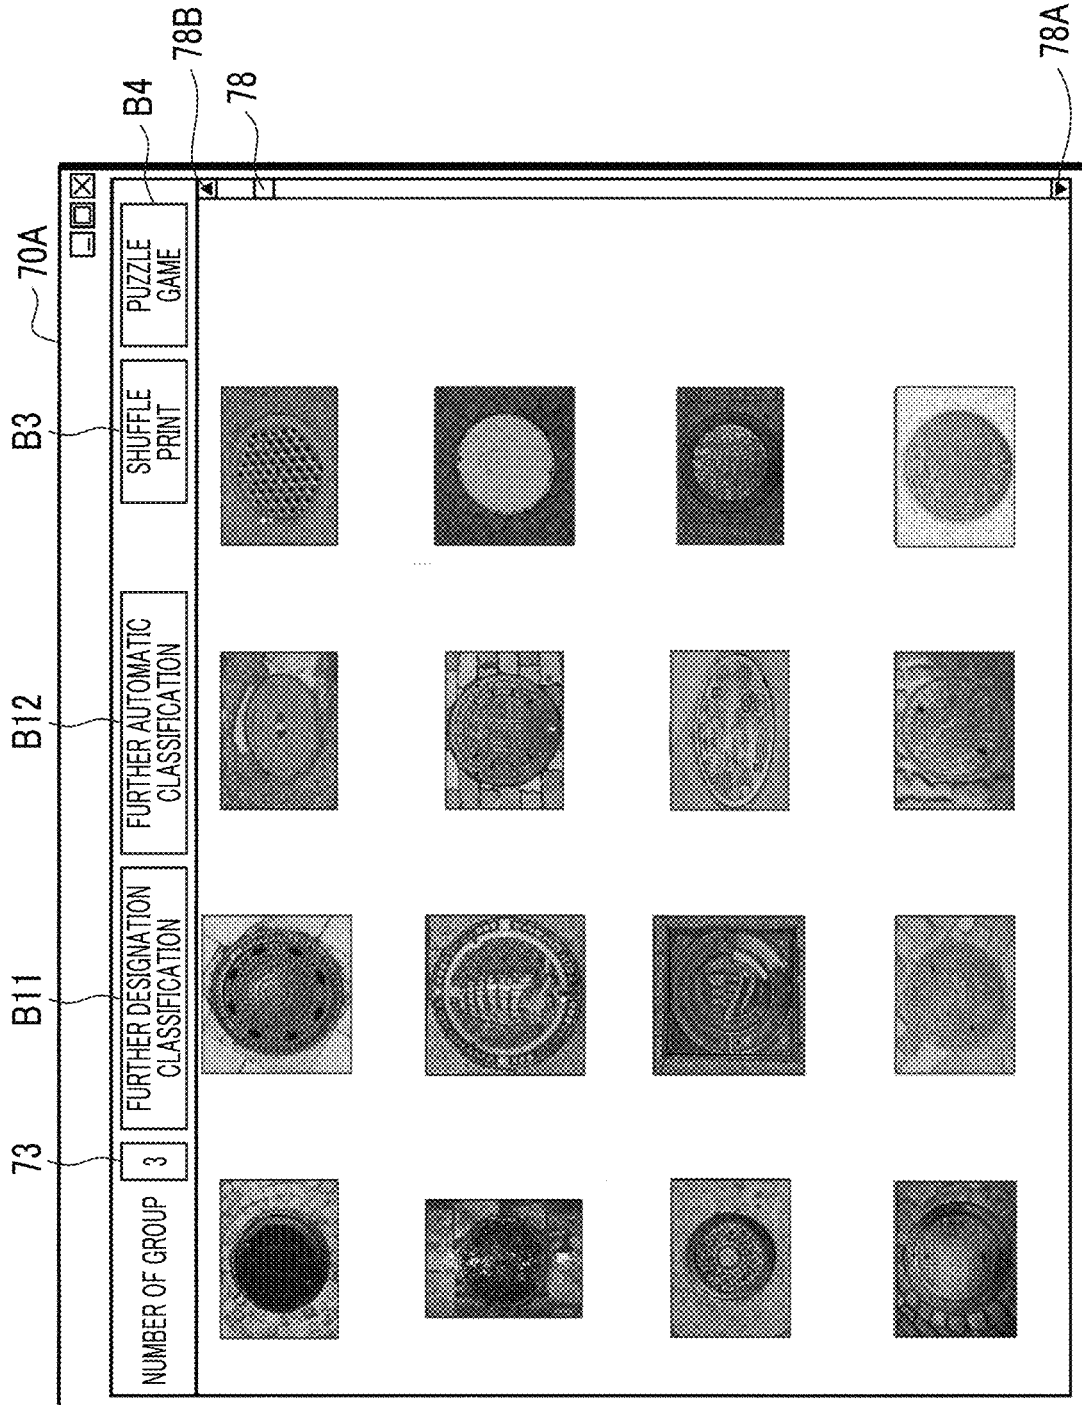 70A
73
B11
B12
B3
B4
78B
78
78A
NUMBER OF GROUP
3
FURTHER DESIGNATION
CLASSIFICATION
FURTHER AUTOMATIC
CLASSIFICATION
SHUFFLE
PRINT
PUZZLE
GAME